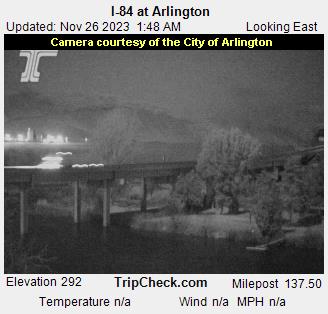 I-84 at Arlington
Updated: Nov 26 2023 1:48 AM Looking East
Camera courtesy of the City of Arlington
Elevation 292 TripCheck.com Milepost 137.50
Temperature n/a Wind n/a MPH n/a